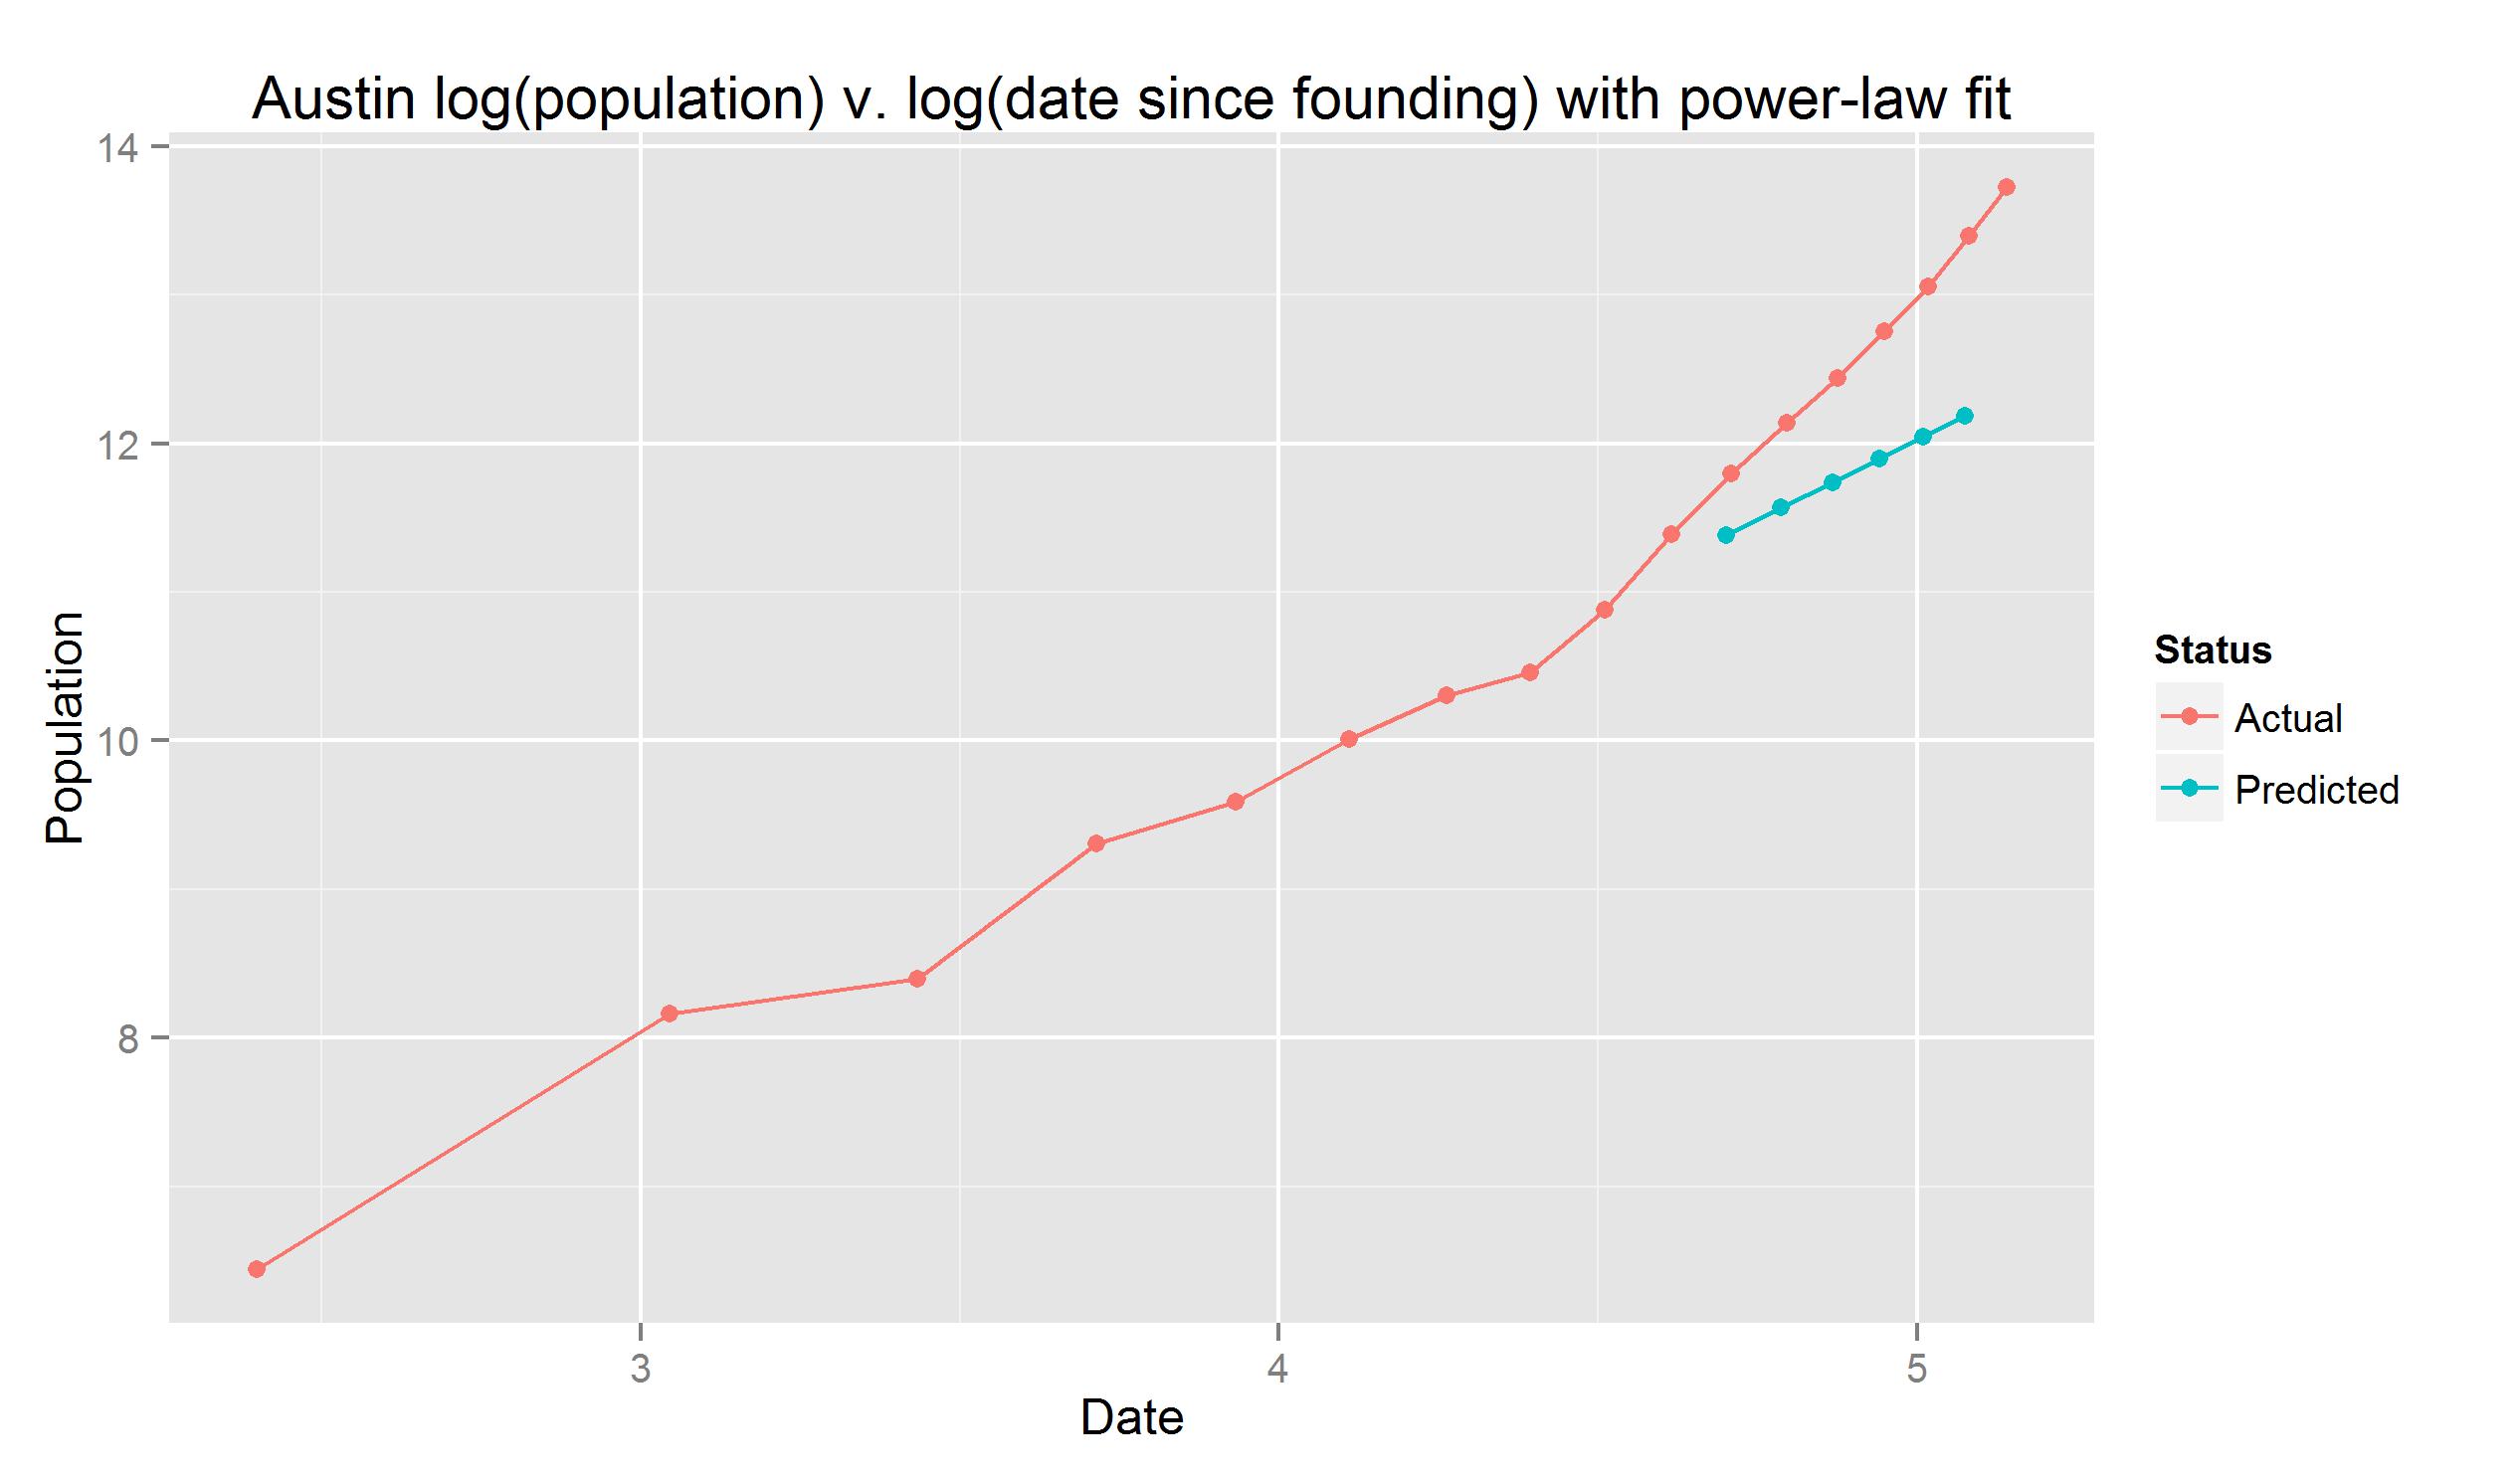 Austin log(population) v. log(date since founding) with power-law fit
14
12
10
8
Population
3 4 5
Date
Status
Actual
Predicted